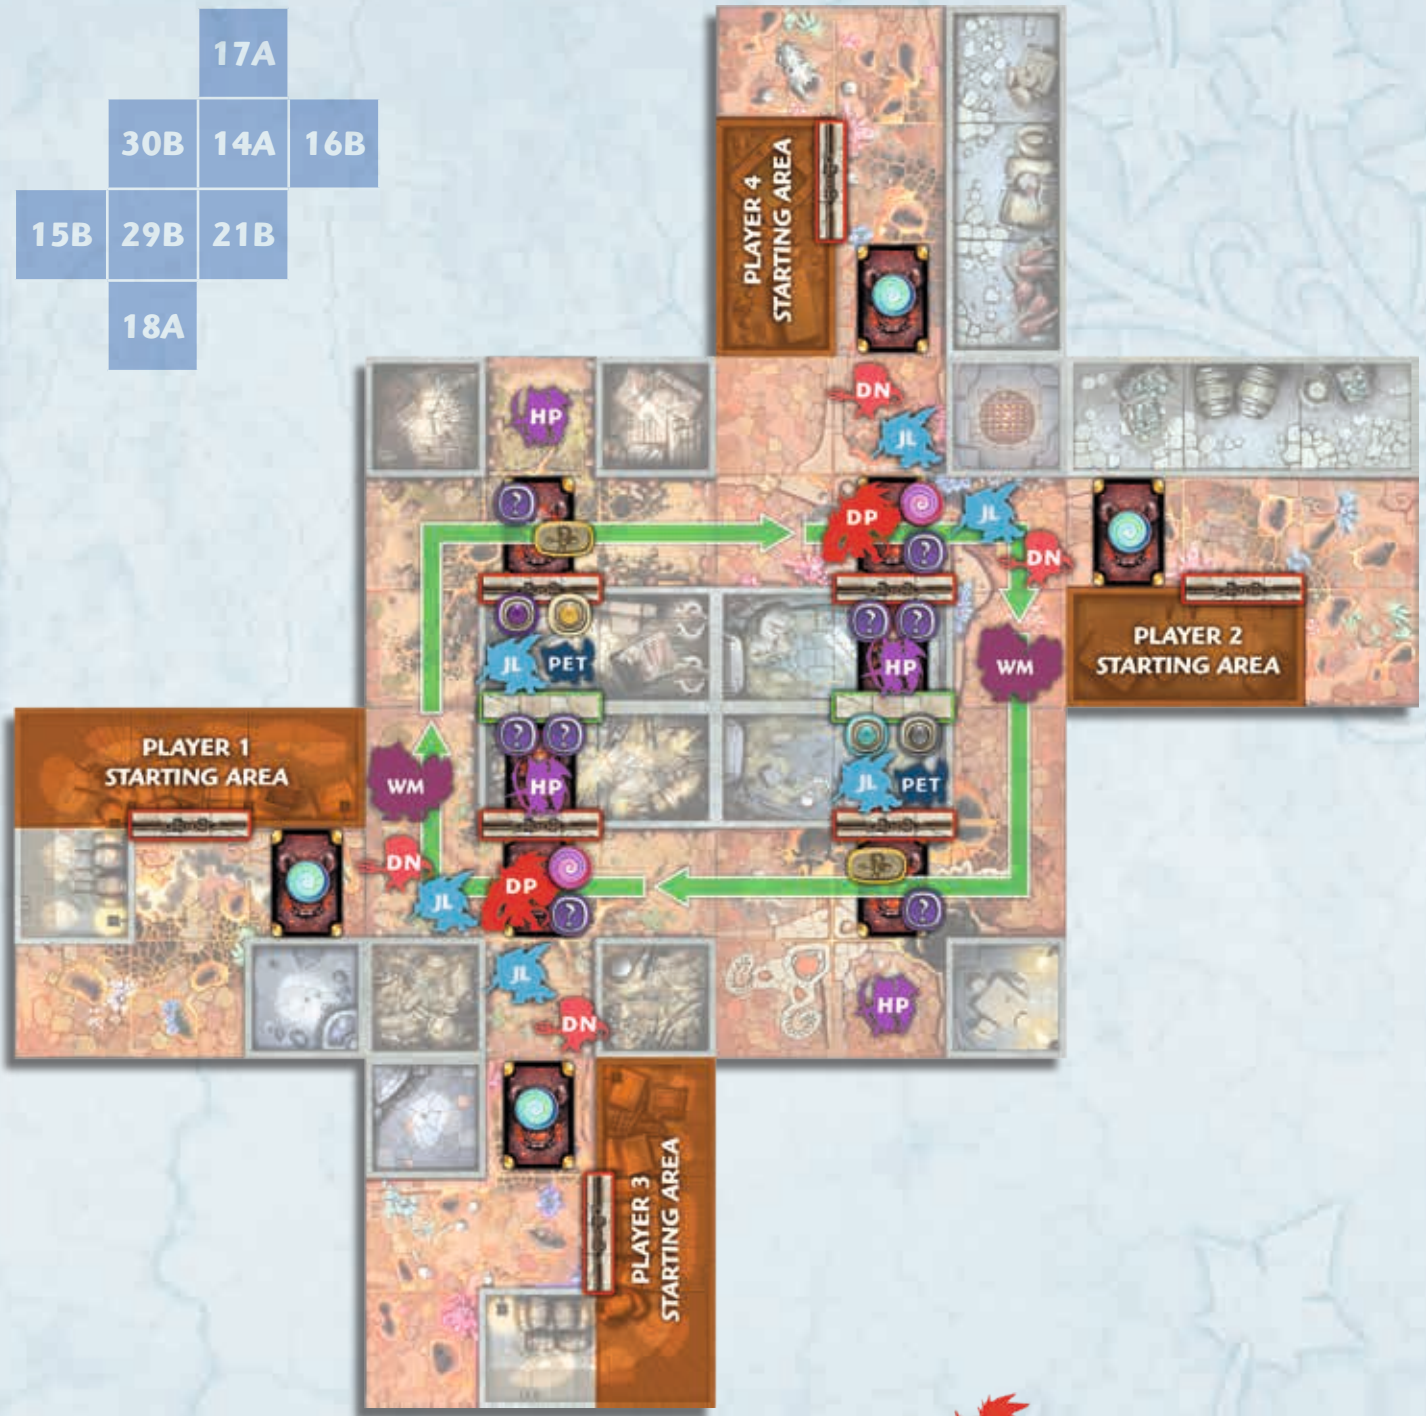 17A
30B 14A 16B
15B 29B 21B
18A
PLAYER 4
STARTING AREA
DN
JL
HP
?
DP
JL
?
DN
? ?
JL PET
HP
WM
PLAYER 2
STARTING AREA
PLAYER 1
STARTING AREA
? ?
WM
HP
JL PET
DN
JL
DP
?
?
JL
DN
HP
PLAYER 3
STARTING AREA